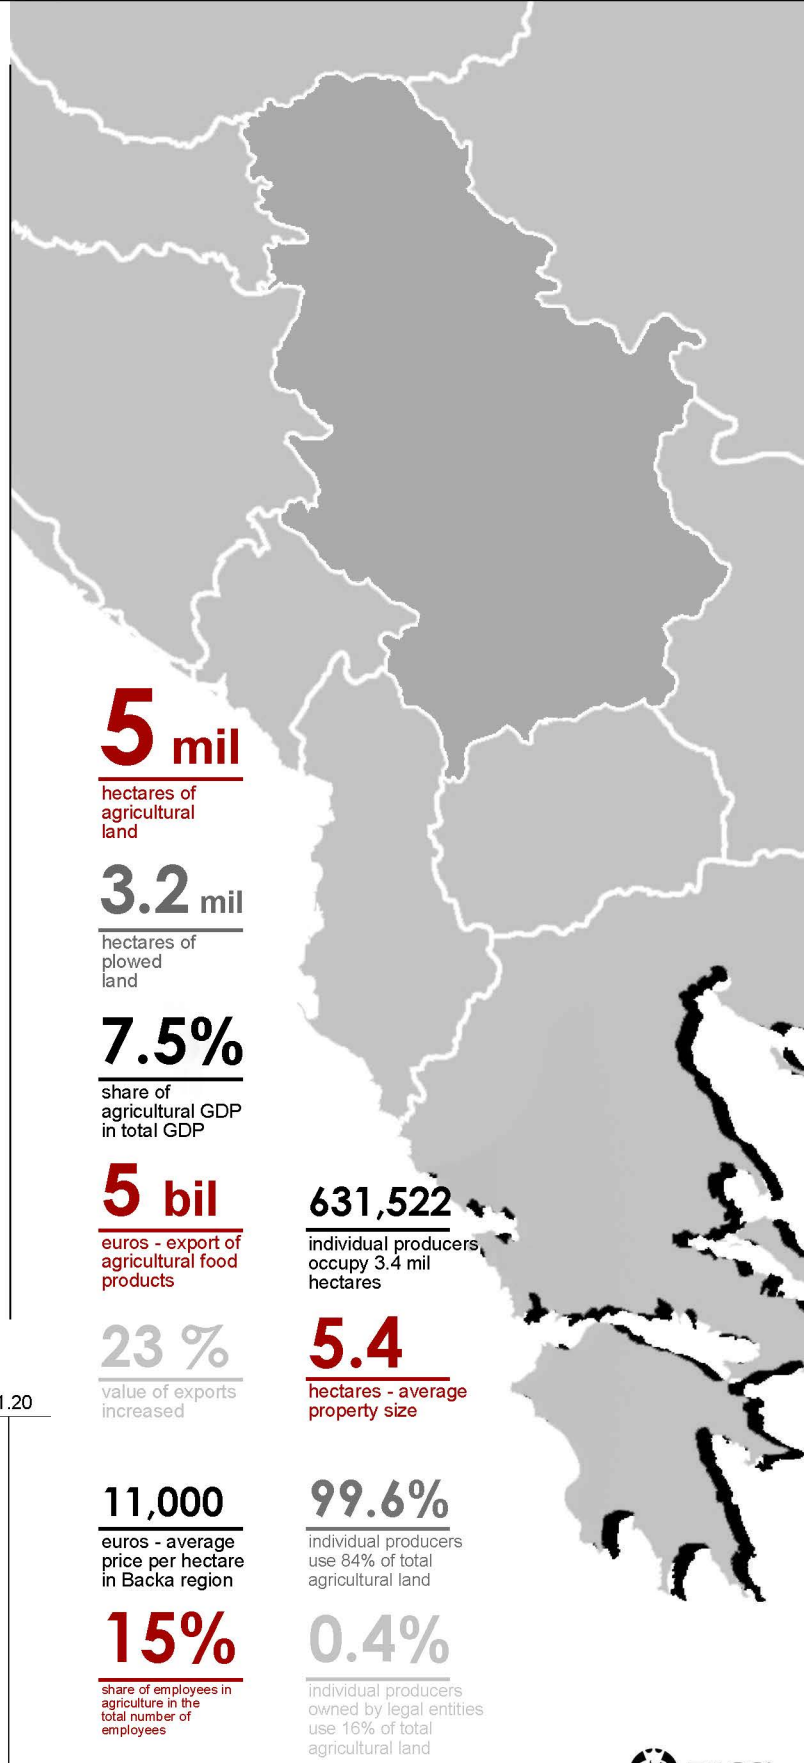 5 mil
hectares of
agricultural
land
3.2 mil
hectares of
plowed
land
7.5%
share of
agricultural GDP
in total GDP
5 bil
euros - export of
agricultural food
products
23 %
value of exports
increased
1.20
11,000
euros - average
price per hectare
in Backa region
15%
share of employees in
agriculture in the
total number of
employees
631,522
individual producers
occupy 3.4 mil
hectares
5.4
hectares - average
property size
99.6%
individual producers
use 84% of total
agricultural land
0.4%
individual producers
owned by legal entities
use 16% of total
agricultural land